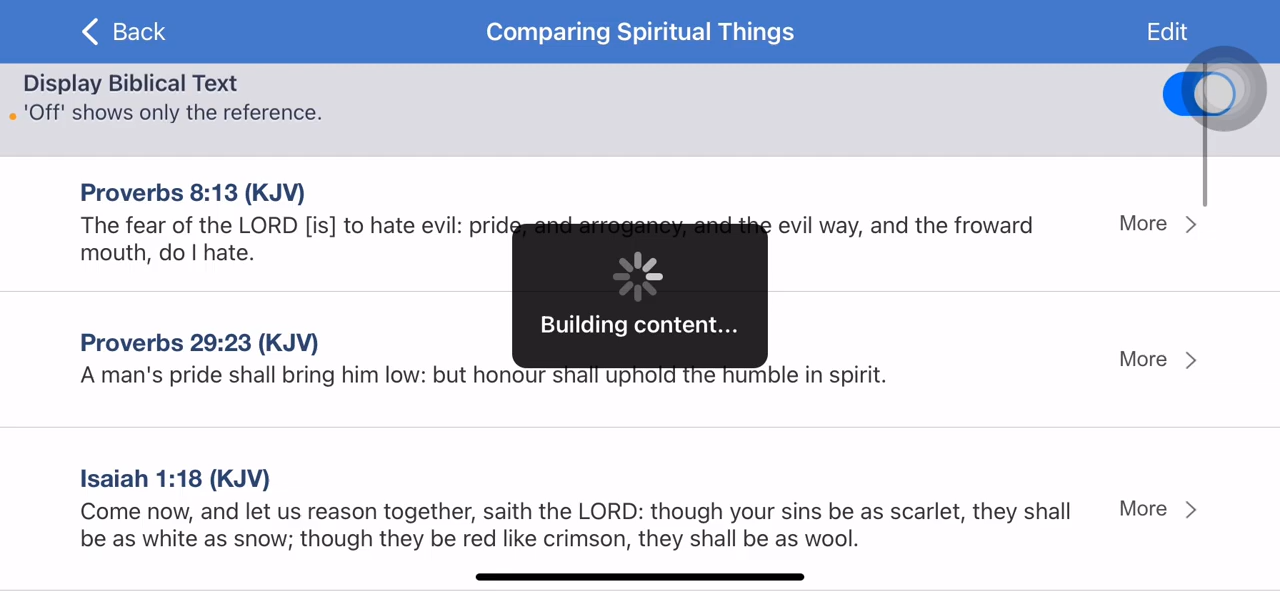 Back
Comparing Spiritual Things
Edit
Display Biblical Text
'Off' shows only the reference.
Proverbs 8:13 (KJV)
The fear of the LORD [is] to hate evil: pride, and arrogancy, and the evil way, and the froward
mouth, do I hate.
More
Building content...
Proverbs 29:23 (KJV)
A man's pride shall bring him low: but honour shall uphold the humble in spirit.
More
Isaiah 1:18 (KJV)
Come now, and let us reason together, saith the LORD: though your sins be as scarlet, they shall
be as white as snow; though they be red like crimson, they shall be as wool.
More